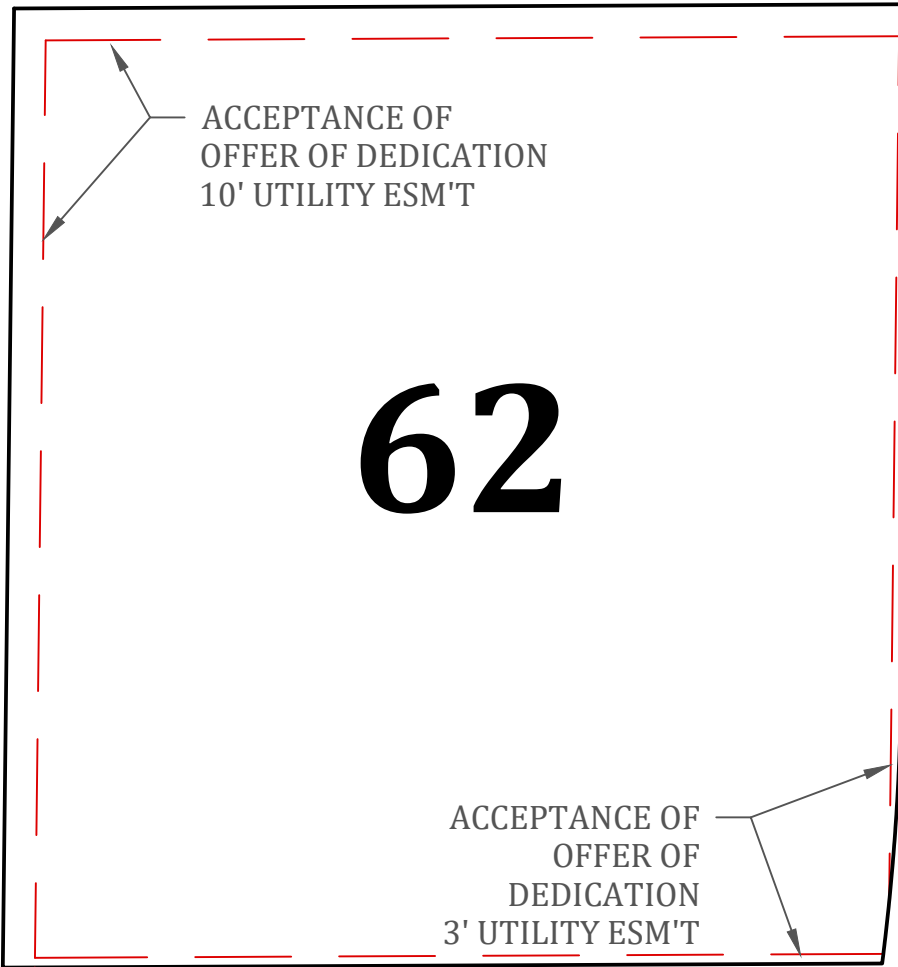 ACCEPTANCE OF
OFFER OF DEDICATION
10' UTILITY ESM'T
62
ACCEPTANCE OF
OFFER OF
DEDICATION
3' UTILITY ESM'T